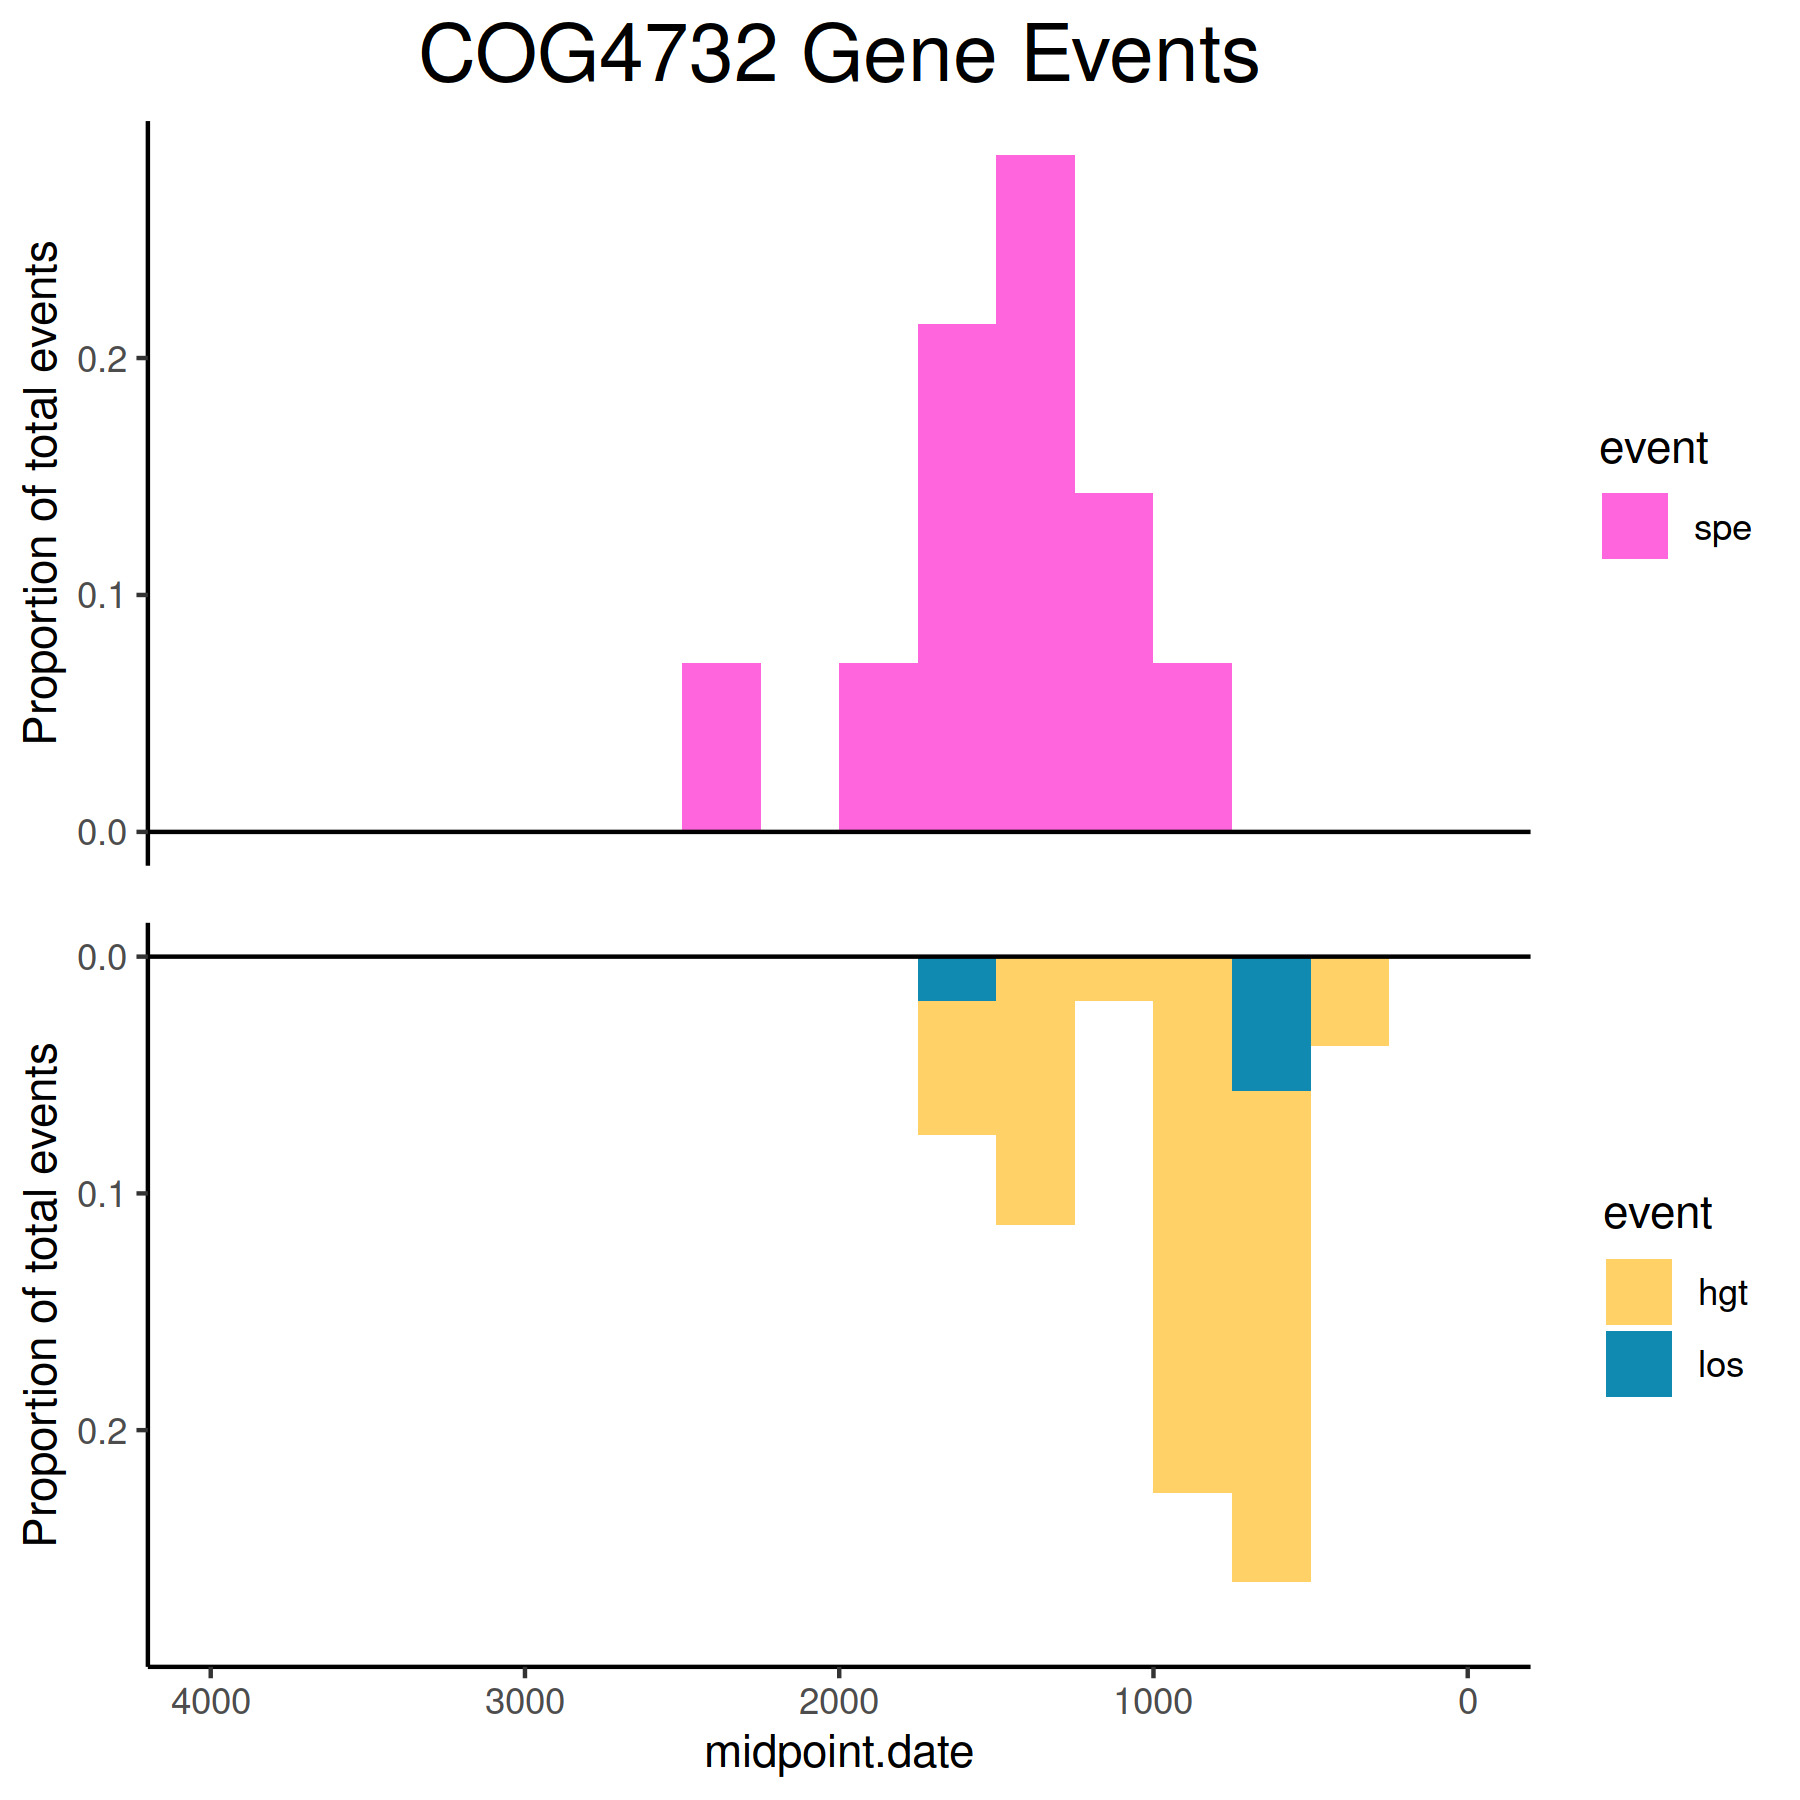 COG4732 Gene Events
Proportion of total events
0.2
0.1
0.0
event
spe
Proportion of total events
0.0
0.1
0.2
event
hgt
los
4000 3000 2000 1000 0
midpoint.date